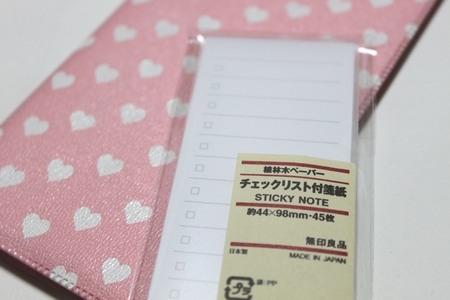 植林木ペーパー
チェックリスト付箋紙
STICKY NOTE
約44×98mm・45枚
無印良品
日本製
MADE IN JAPAN
プラ
袋:PP